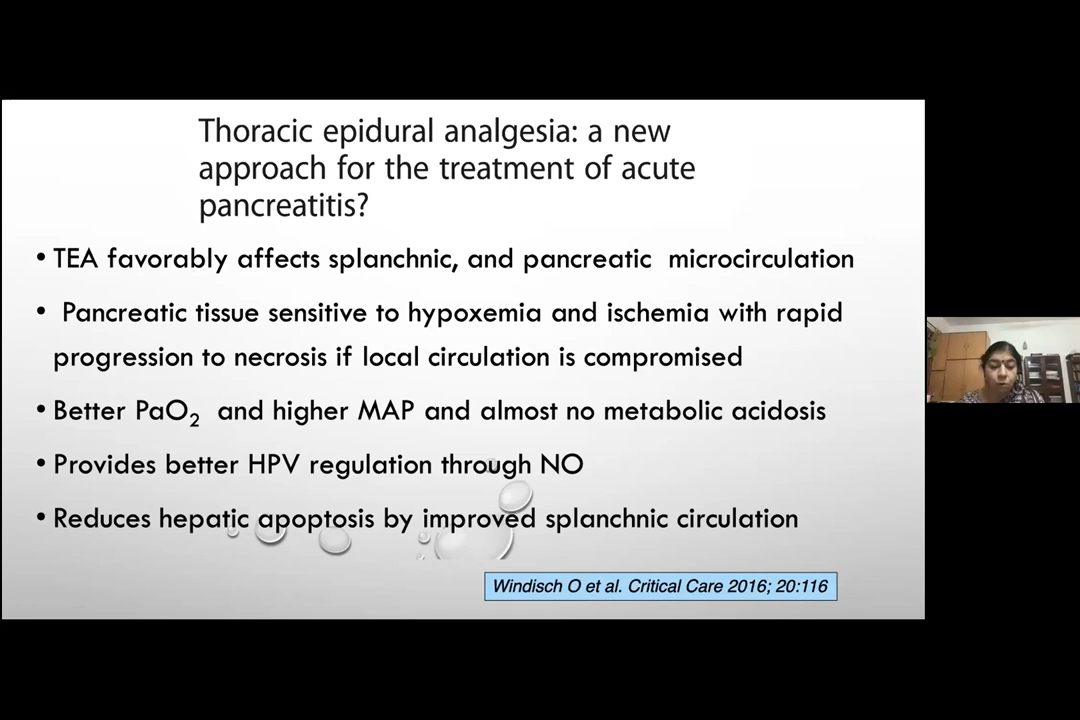 Thoracic epidural analgesia: a new
approach for the treatment of acute
pancreatitis?
• TEA favorably affects splanchnic, and pancreatic microcirculation
• Pancreatic tissue sensitive to hypoxemia and ischemia with rapid
progression to necrosis if local circulation is compromised
• Better PaO₂ and higher MAP and almost no metabolic acidosis
• Provides better HPV regulation through NO
• Reduces hepatic apoptosis by improved splanchnic circulation
Windisch O et al. Critical Care 2016; 20:116